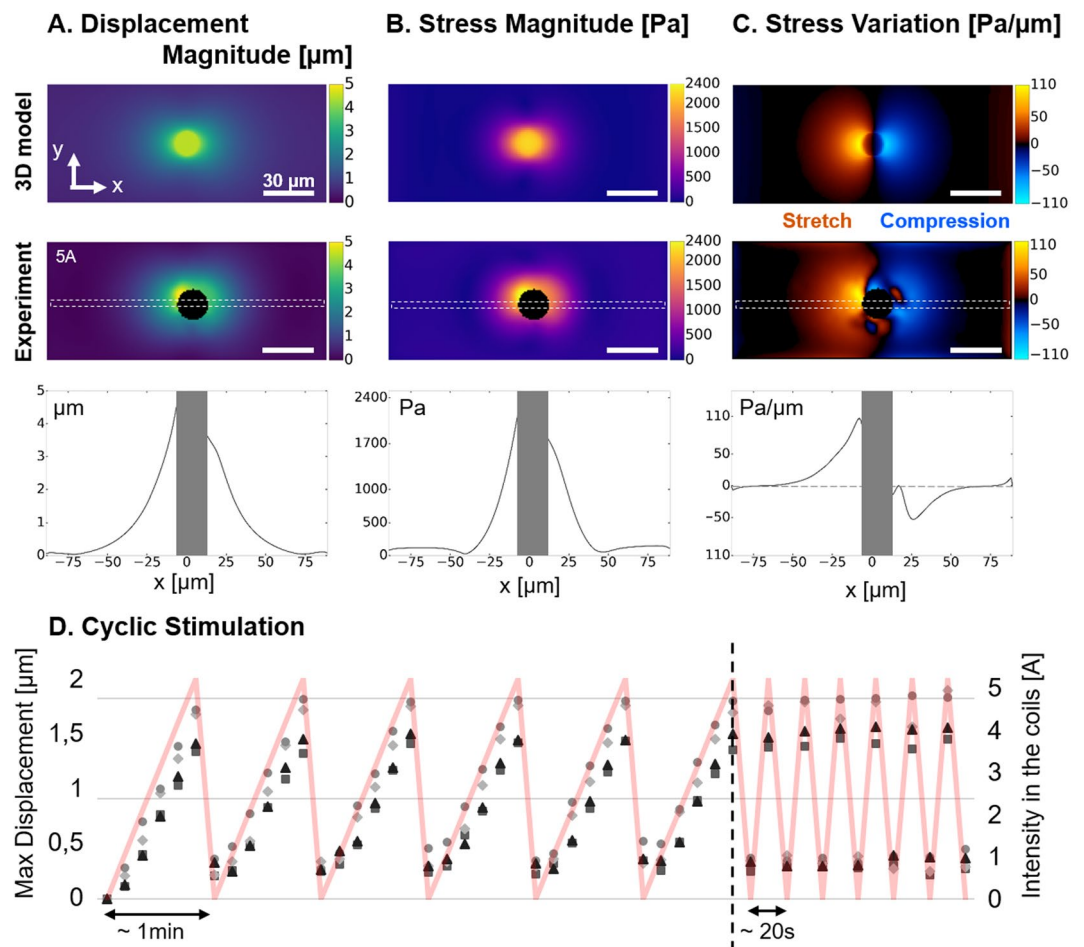 A. Displacement Magnitude [µm]
B. Stress Magnitude [Pa]
C. Stress Variation [Pa/µm]
3D model
y
x
30 µm
5
4
3
2
1
0
2400
2000
1500
1000
500
0
110
50
0
−50
−110
Stretch
Compression
Experiment
5A
5
4
3
2
1
0
2400
2000
1500
1000
500
0
110
50
0
−50
−110
µm
5
4
3
2
1
0
−75 −50 −25 0 25 50 75
x [µm]
Pa
2400
1700
1000
500
0
−75 −50 −25 0 25 50 75
x [µm]
Pa/µm
110
50
0
−50
110
−75 −50 −25 0 25 50 75
x [µm]
D. Cyclic Stimulation
Max Displacement [µm]
2
1,5
1
0,5
0
Intensity in the coils [A]
5
4
3
2
1
0
~ 1min
~ 20s